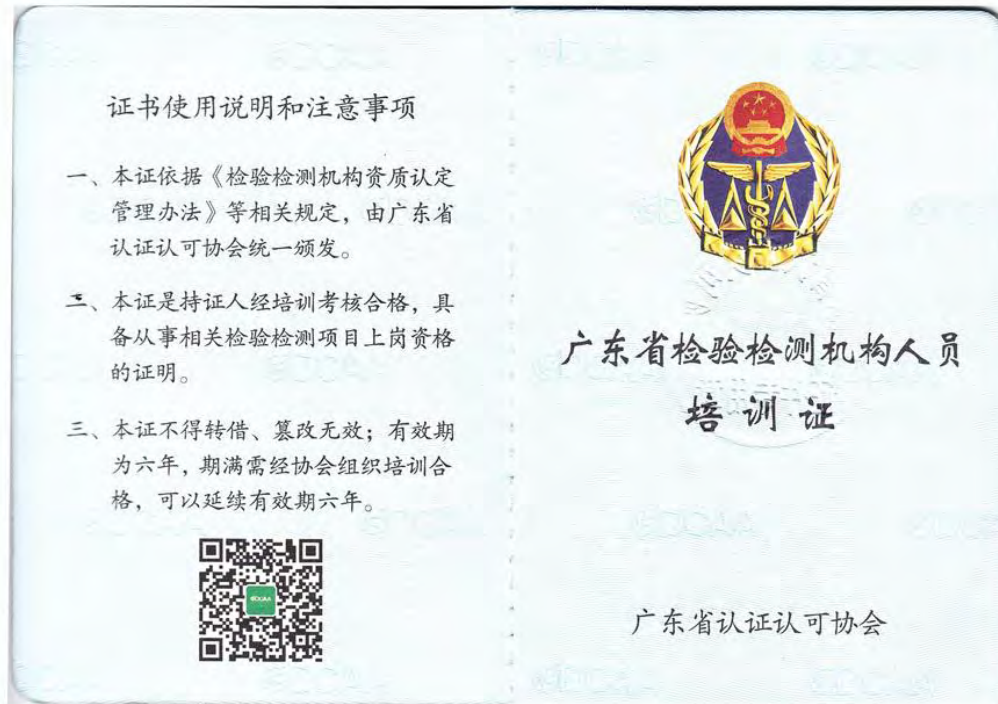 证书使用说明和注意事项
一、本证依据《检验检测机构资质认定
管理办法》等相关规定，由广东省
认证认可协会统一颁发。
二、本证是持证人经培训考核合格，具
备从事相关检验检测项目上岗资格
的证明。
三、本证不得转借、篡改无效；有效期
为六年，期满需经协会组织培训合
格，可以延续有效期六年。
广东省检验检测机构人员
培训证
广东省认证认可协会